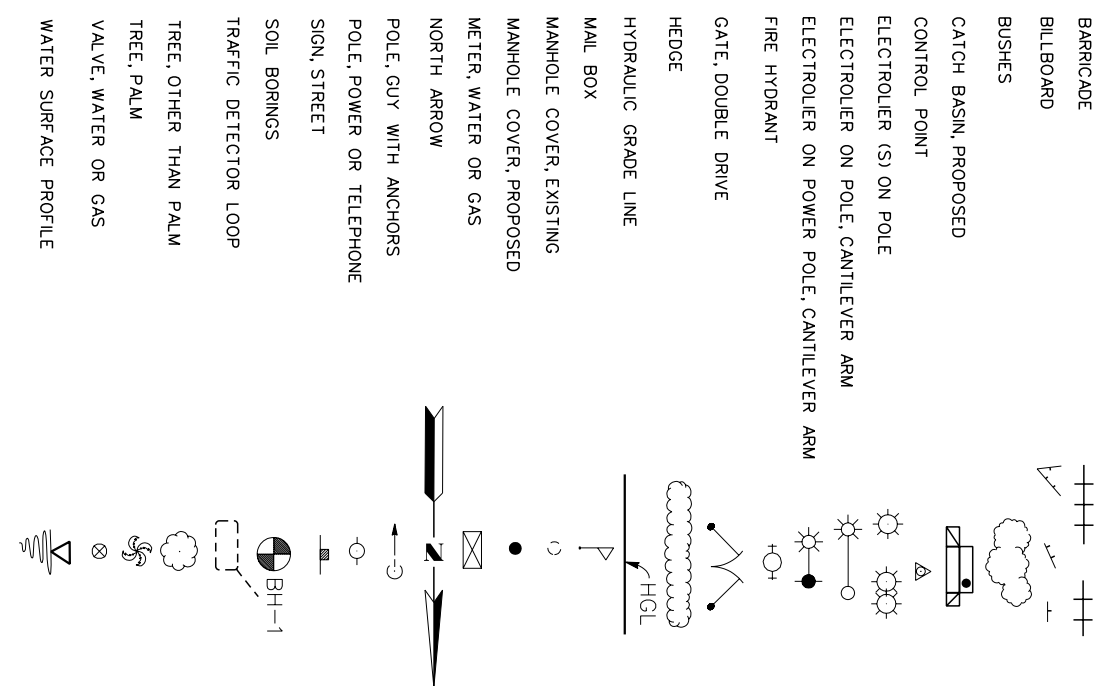 BARRICADE
BILLBOARD
BUSHES
CATCH BASIN, PROPOSED
CONTROL POINT
ELECTROLIER (S) ON POLE
ELECTROLIER ON POLE, CANTILEVER ARM
ELECTROLIER ON POWER POLE, CANTILEVER ARM
FIRE HYDRANT
GATE, DOUBLE DRIVE
HEDGE
HYDRAULIC GRADE LINE
HGL
MAIL BOX
MANHOLE COVER, EXISTING
MANHOLE COVER, PROPOSED
METER, WATER OR GAS
NORTH ARROW
N
POLE, GUY WITH ANCHORS
POLE, POWER OR TELEPHONE
SIGN, STREET
SOIL BORINGS
BH-1
TRAFFIC DETECTOR LOOP
TREE, OTHER THAN PALM
TREE, PALM
VALVE, WATER OR GAS
WATER SURFACE PROFILE